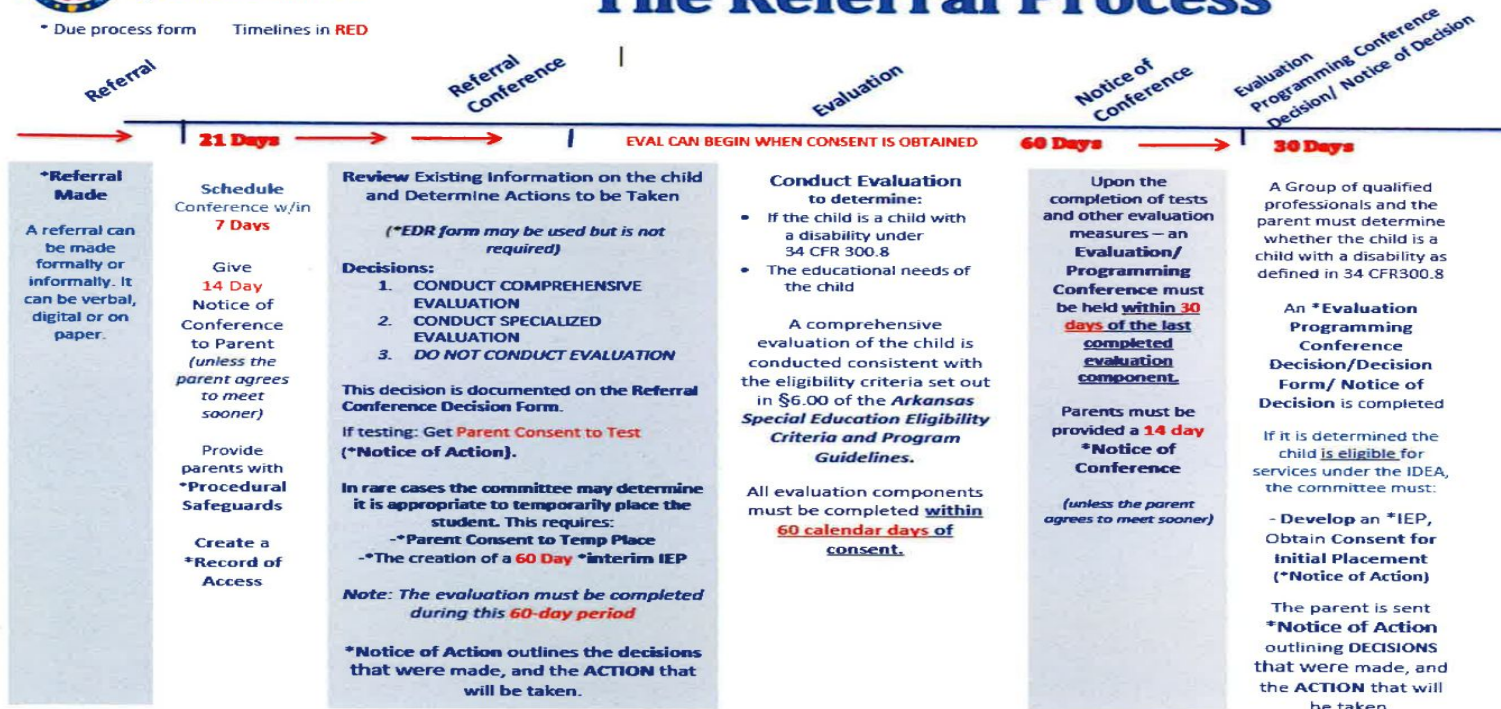 The Referral Process
* Due process form Timelines in RED
Referral
Referral
Conference
Evaluation
Notice of
Conference
Evaluation
Programming Conference
Decision/ Notice of Decision
21 Days
EVAL CAN BEGIN WHEN CONSENT IS OBTAINED
60 Days
30 Days
*Referral
Made
A referral can
be made
formally or
informally. It
can be verbal,
digital or on
paper.
Schedule
Conference w/in
7 Days
Give
14 Day
Notice of
Conference
to Parent
(unless the
parent agrees
to meet
sooner)
Provide
parents with
*Procedural
Safeguards
Create a
*Record of
Access
Review Existing Information on the child
and Determine Actions to be Taken
(*EDR form may be used but is not
required)
Decisions:
1. CONDUCT COMPREHENSIVE
EVALUATION
2. CONDUCT SPECIALIZED
EVALUATION
3. DO NOT CONDUCT EVALUATION
This decision is documented on the Referral
Conference Decision Form.
If testing: Get Parent Consent to Test
(*Notice of Action).
In rare cases the committee may determine
it is appropriate to temporarily place the
student. This requires:
-*Parent Consent to Temp Place
-*The creation of a 60 Day *interim IEP
Note: The evaluation must be completed
during this 60-day period
*Notice of Action outlines the decisions
that were made, and the ACTION that
will be taken.
Conduct Evaluation
to determine:
• If the child is a child with
a disability under
34 CFR 300.8
• The educational needs of
the child
A comprehensive
evaluation of the child is
conducted consistent with
the eligibility criteria set out
in §6.00 of the Arkansas
Special Education Eligibility
Criteria and Program
Guidelines.
All evaluation components
must be completed within
60 calendar days of
consent.
Upon the
completion of tests
and other evaluation
measures – an
Evaluation/
Programming
Conference must
be held within 30
days of the last
completed
evaluation
component.
Parents must be
provided a 14 day
*Notice of
Conference
(unless the parent
agrees to meet sooner)
A Group of qualified
professionals and the
parent must determine
whether the child is a
child with a disability as
defined in 34 CFR300.8
An *Evaluation
Programming
Conference
Decision/Decision
Form/ Notice of
Decision is completed
If it is determined the
child is eligible for
services under the IDEA,
the committee must:
- Develop an *IEP,
Obtain Consent for
Initial Placement
(*Notice of Action)
The parent is sent
*Notice of Action
outlining DECISIONS
that were made, and
the ACTION that will
be taken